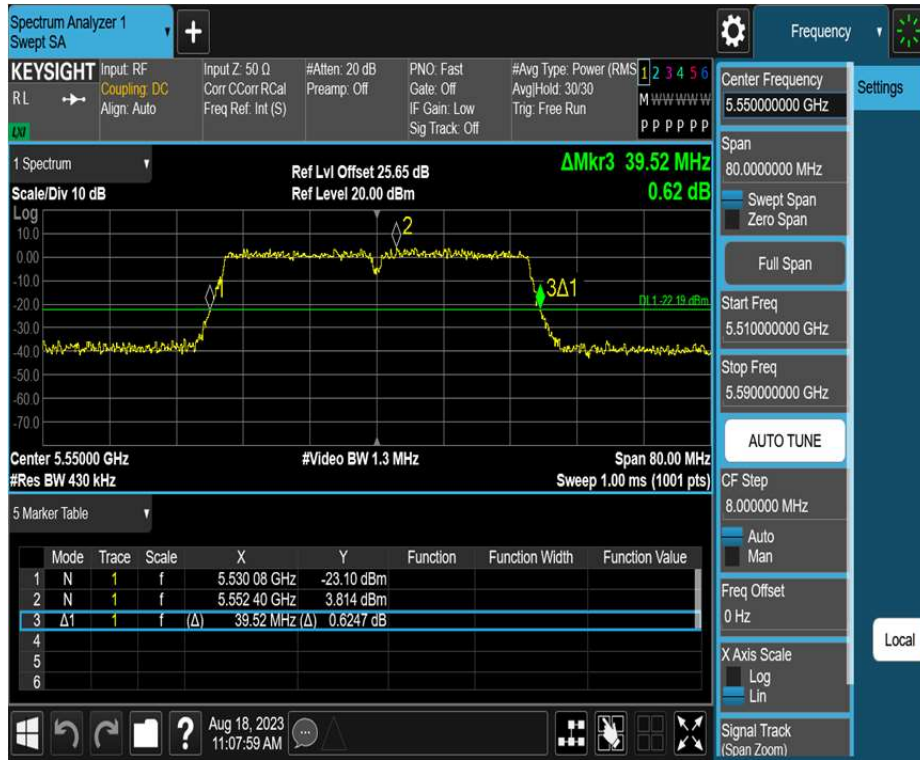 Spectrum Analyzer 1
Swept SA
+
Frequency
KEYSIGHT
RL
LXI
Input: RF
Coupling: DC
Align: Auto
Input Z: 50 Ω
Corr CCorr RCal
Freq Ref: Int (S)
#Atten: 20 dB
Preamp: Off
PNO: Fast
Gate: Off
IF Gain: Low
Sig Track: Off
#Avg Type: Power (RMS
Avg|Hold: 30/30
Trig: Free Run
1 2 3 4 5 6
M W W W W W
P P P P P P
Center Frequency
5.55000000 GHz
Settings
Span
80.0000000 MHz
Swept Span
Zero Span
Full Span
Start Freq
5.510000000 GHz
Stop Freq
5.590000000 GHz
AUTO TUNE
CF Step
8.000000 MHz
Auto
Man
Freq Offset
0 Hz
X Axis Scale
Log
Lin
Signal Track
(Span Zoom)
Local
1 Spectrum
Scale/Div 10 dB
Ref Lvl Offset 25.65 dB
Ref Level 20.00 dBm
ΔMkr3 39.52 MHz
0.62 dB
Log
10.0
0.00
-10.0
-20.0
-30.0
-40.0
-50.0
-60.0
-70.0
1
2
3Δ1
DL1 -22.19 dBm
Center 5.55000 GHz
#Res BW 430 kHz
#Video BW 1.3 MHz
Span 80.00 MHz
Sweep 1.00 ms (1001 pts)
5 Marker Table
Mode Trace Scale X Y Function Function Width Function Value
1 N 1 f 5.530 08 GHz -23.10 dBm
2 N 1 f 5.552 40 GHz 3.814 dBm
3 Δ1 1 f (Δ) 39.52 MHz (Δ) 0.6247 dB
4
5
6
?
Aug 18, 2023
11:07:59 AM